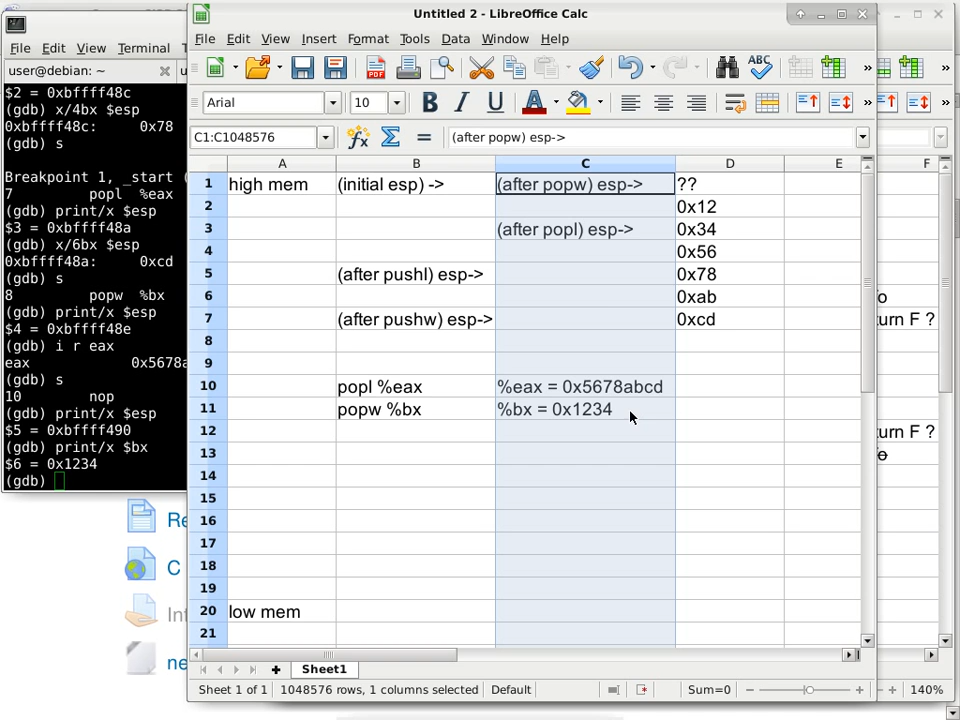 File Edit View Terminal T
user@debian: ~
$2 = 0xbffff48c
(gdb) x/4bx $esp
0xbffff48c: 0x78
(gdb) s
Breakpoint 1, _start (
7 popl %eax
(gdb) print/x $esp
$3 = 0xbffff48a
(gdb) x/6bx $esp
0xbffff48a: 0xcd
(gdb) s
8 popw %bx
(gdb) print/x $esp
$4 = 0xbffff48e
(gdb) i r eax
eax 0x5678a
(gdb) s
10 nop
(gdb) print/x $esp
$5 = 0xbffff490
(gdb) print/x $bx
$6 = 0x1234
(gdb)
Re
C
Int
ne
Untitled 2 - LibreOffice Calc
File Edit View Insert Format Tools Data Window Help
Arial 10
C1:C1048576 (after popw) esp->
A B C D E F
1 high mem (initial esp) -> (after popw) esp-> ??
2 0x12
3 (after popl) esp-> 0x34
4 0x56
5 (after pushl) esp-> 0x78
6 0xab
7 (after pushw) esp-> 0xcd
8
9
10 popl %eax %eax = 0x5678abcd
11 popw %bx %bx = 0x1234
12
13
14
15
16
17
18
19
20 low mem
21
urn F ?
urn F ?
Sheet1
Sheet 1 of 1 1048576 rows, 1 columns selected Default Sum=0 140%